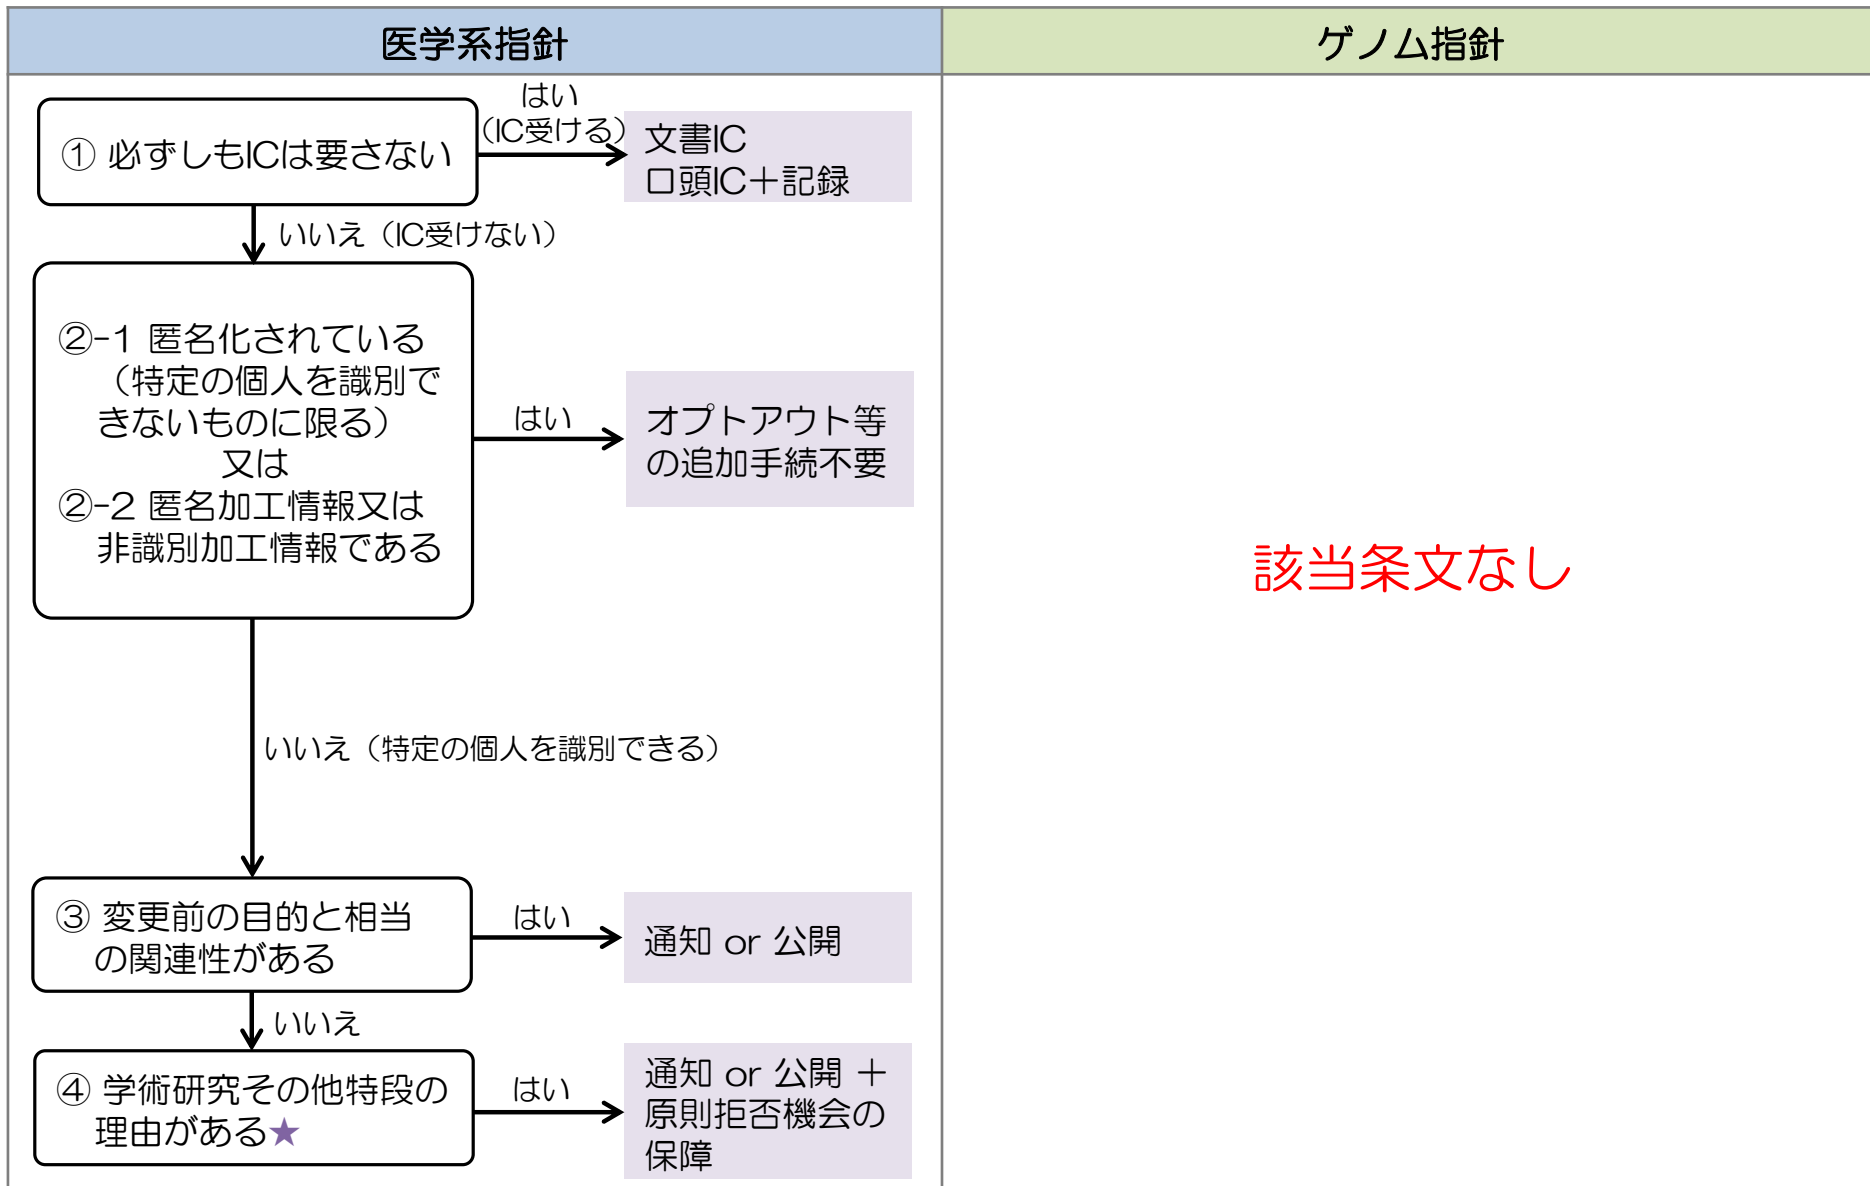 医学系指針
ゲノム指針
① 必ずしもICは要さない
はい
（IC受ける）
文書IC
口頭IC＋記録
いいえ（IC受けない）
②-1 匿名化されている
（特定の個人を識別で
きないものに限る）
又は
②-2 匿名加工情報又は
非識別加工情報である
はい
オプトアウト等
の追加手続不要
いいえ（特定の個人を識別できる）
③ 変更前の目的と相当
の関連性がある
はい
通知 or 公開
いいえ
④ 学術研究その他特段の
理由がある★
はい
通知 or 公開 ＋
原則拒否機会の
保障
該当条文なし